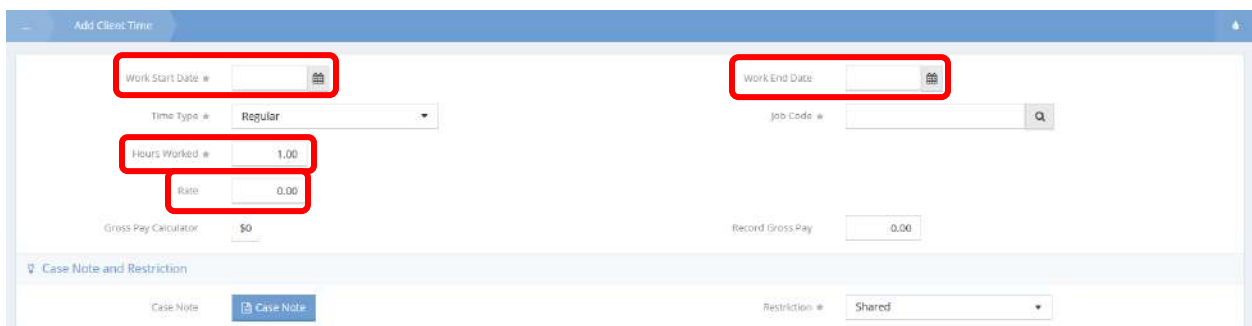 ... Add Client Time
Work Start Date * Work End Date
Time Type * Regular Job Code *
Hours Worked * 1.00
Rate 0.00
Gross Pay Calculator $0 Record Gross Pay 0.00
Case Note and Restriction
Case Note Case Note Restriction * Shared